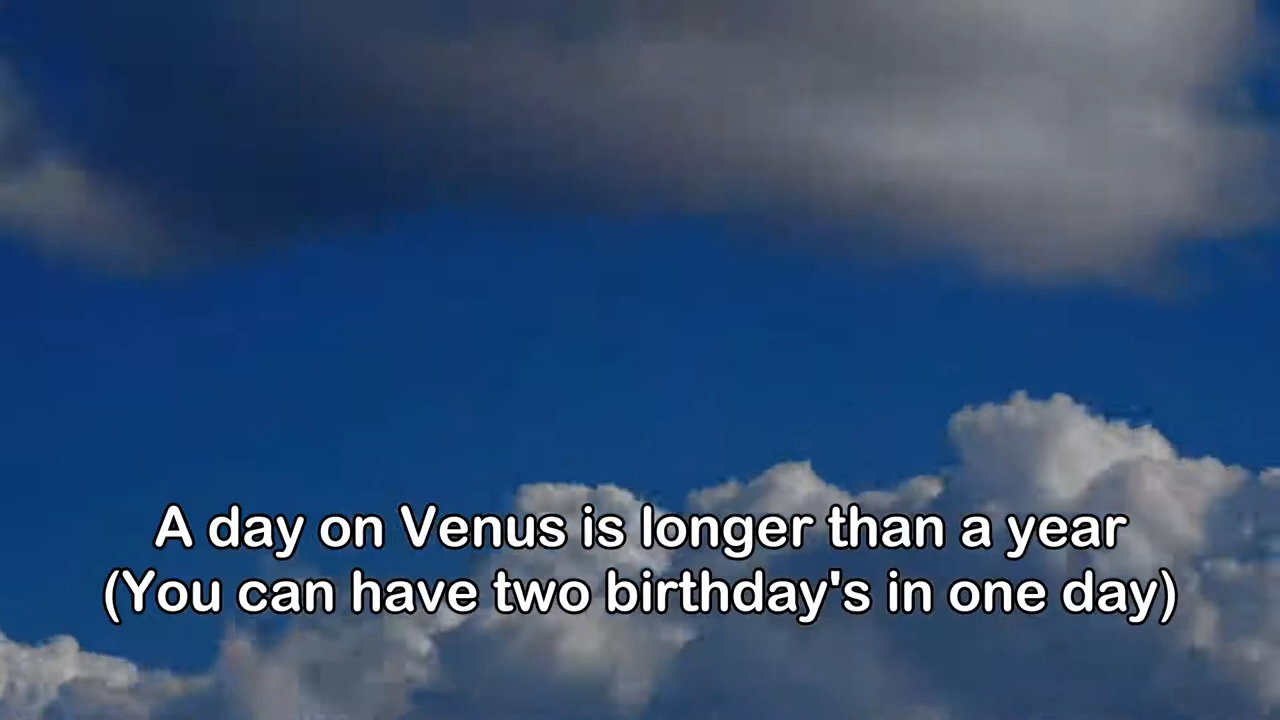 A day on Venus is longer than a year
(You can have two birthday's in one day)